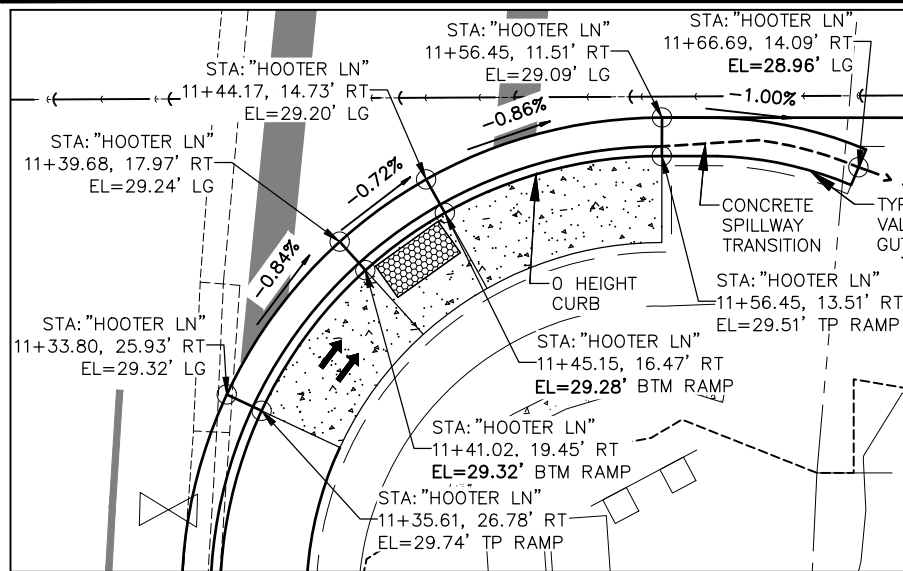 STA: "HOOTER LN"
11+66.69, 14.09' RT
EL=28.96' LG
STA: "HOOTER LN"
11+56.45, 11.51' RT
EL=29.09' LG
STA: "HOOTER LN"
11+44.17, 14.73' RT
EL=29.20' LG
-1.00%
-0.86%
STA: "HOOTER LN"
11+39.68, 17.97' RT
EL=29.24' LG
-0.72%
-0.84%
CONCRETE
SPILLWAY
TRANSITION
0 HEIGHT
CURB
STA: "HOOTER LN"
11+56.45, 13.51' RT
EL=29.51' TP RAMP
STA: "HOOTER LN"
11+33.80, 25.93' RT
EL=29.32' LG
STA: "HOOTER LN"
11+45.15, 16.47' RT
EL=29.28' BTM RAMP
STA: "HOOTER LN"
11+41.02, 19.45' RT
EL=29.32' BTM RAMP
STA: "HOOTER LN"
11+35.61, 26.78' RT
EL=29.74' TP RAMP